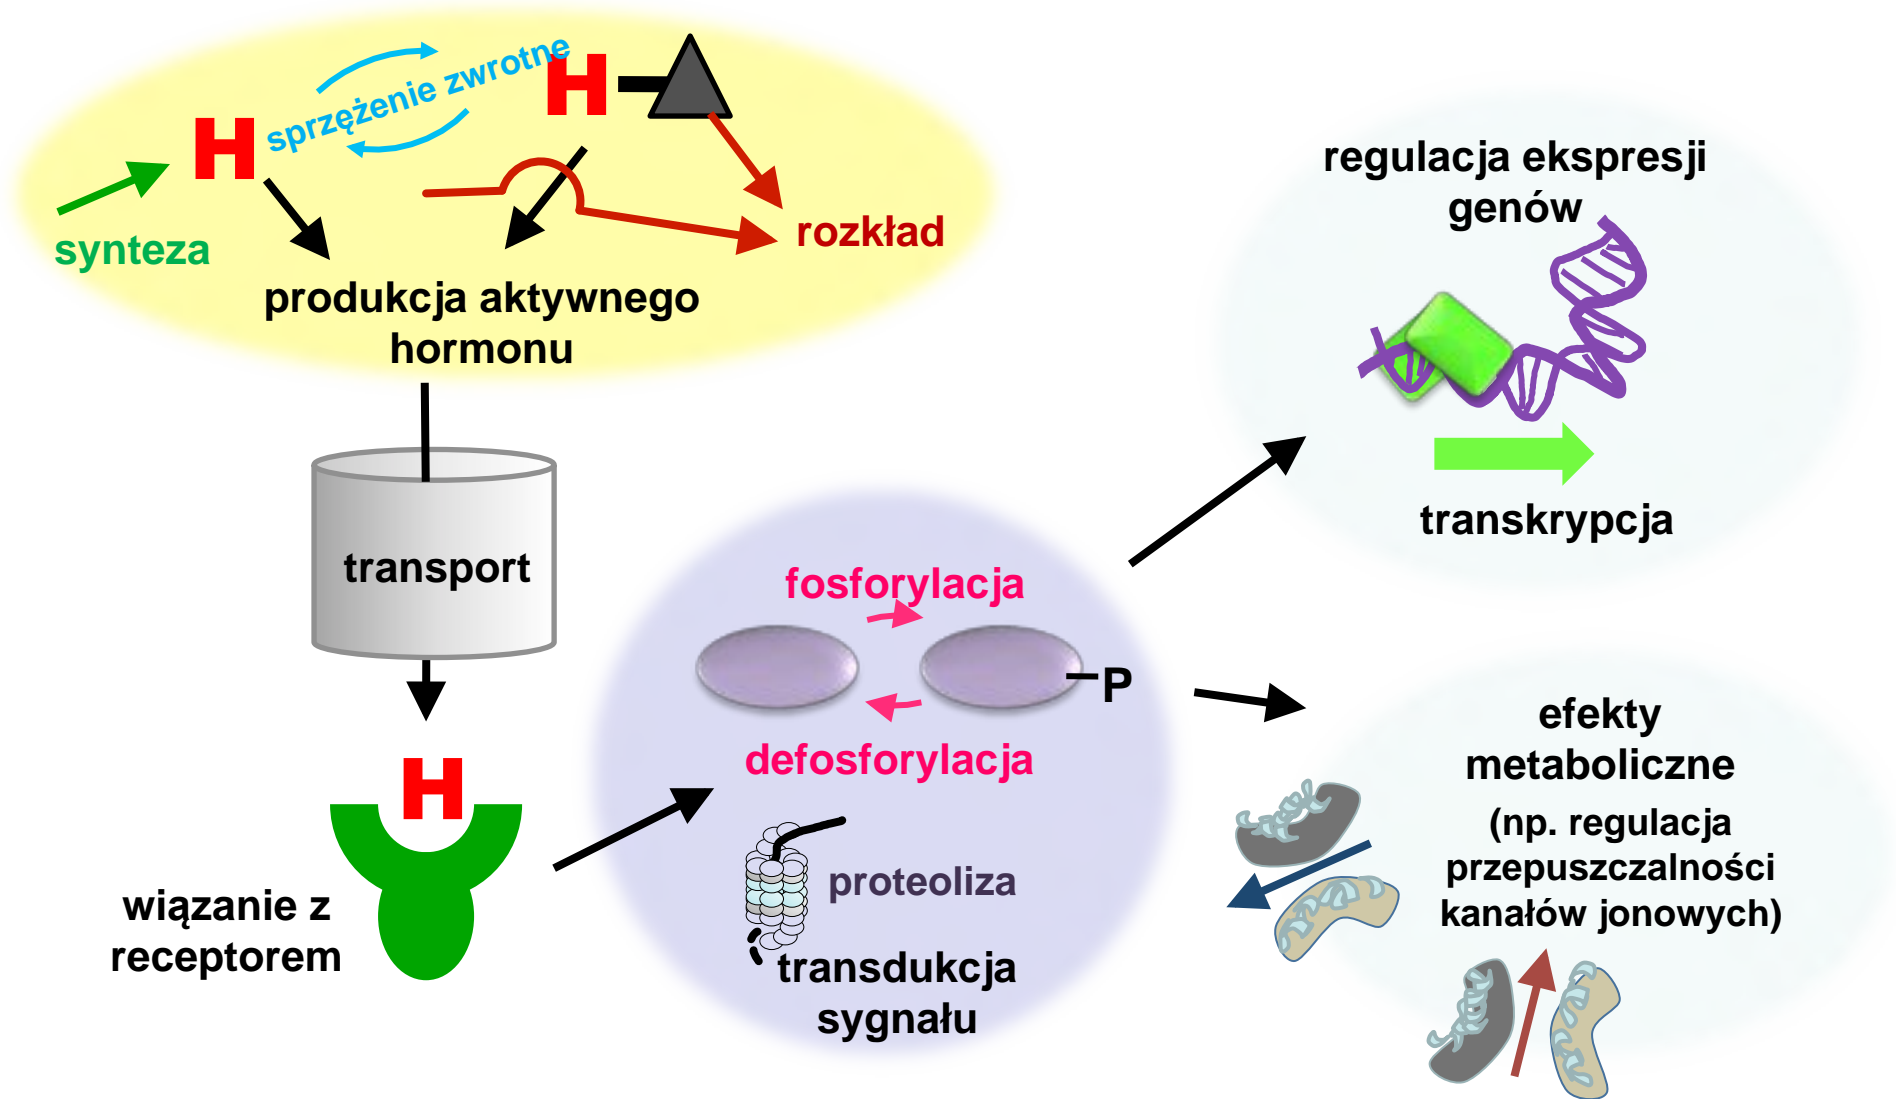 H
sprzężenie zwrotne
H
synteza
rozkład
produkcja aktywnego
hormonu
transport
H
wiązanie z
receptorem
fosforylacja
P
defosforylacja
proteoliza
transdukcja
sygnału
regulacja ekspresji
genów
transkrypcja
efekty
metaboliczne
(np. regulacja
przepuszczalności
kanałów jonowych)